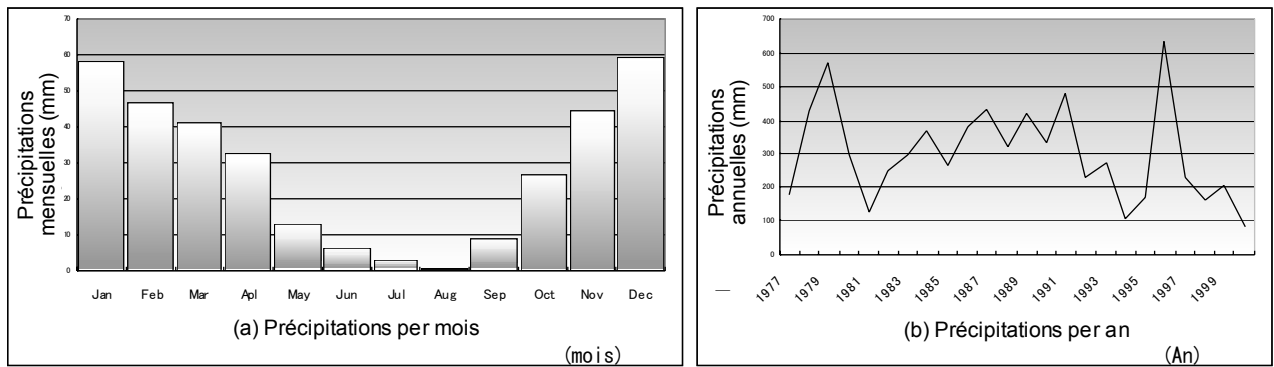 Précipitations
mensuelles (mm)
70
60
50
40
30
20
10
0
Jan Feb Mar Apl May Jun Jul Aug Sep Oct Nov Dec
(a) Précipitations per mois
(mois)
Précipitations
annuelles (mm)
700
600
500
400
300
200
100
0
1977 1979 1981 1983 1985 1987 1989 1991 1993 1995 1997 1999
(b) Précipitations per an
(An)